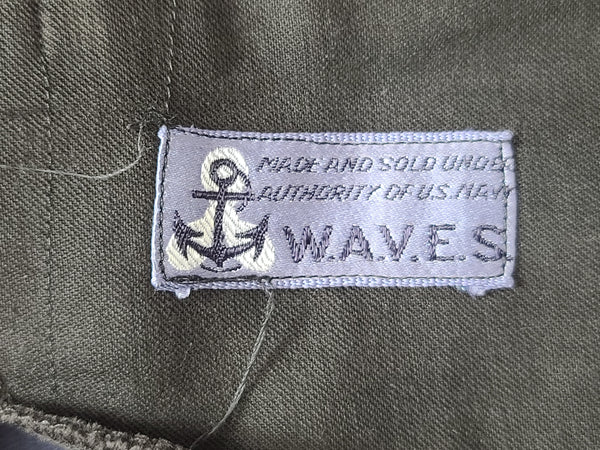 MADE AND SOLD UNDER
AUTHORITY OF U.S. NAVY
W.A.V.E.S.